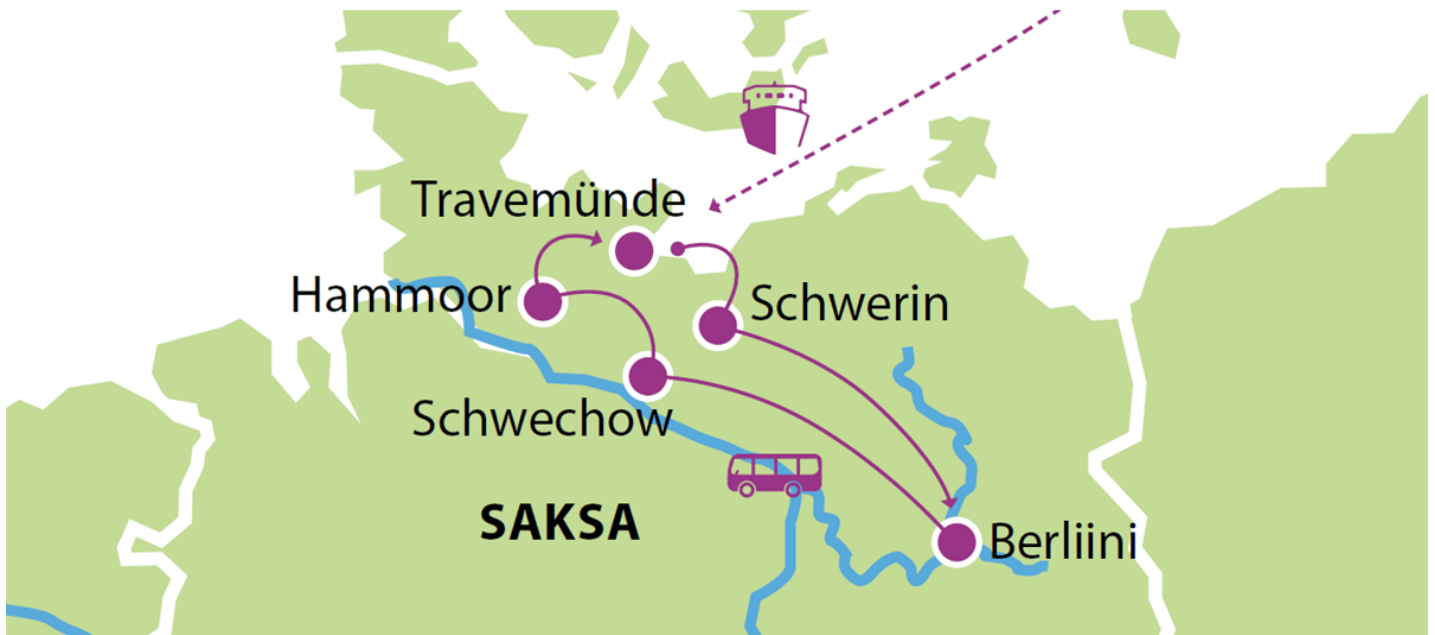 Travemünde
Hammoor
Schwerin
Schwechow
SAKSA
Berliini